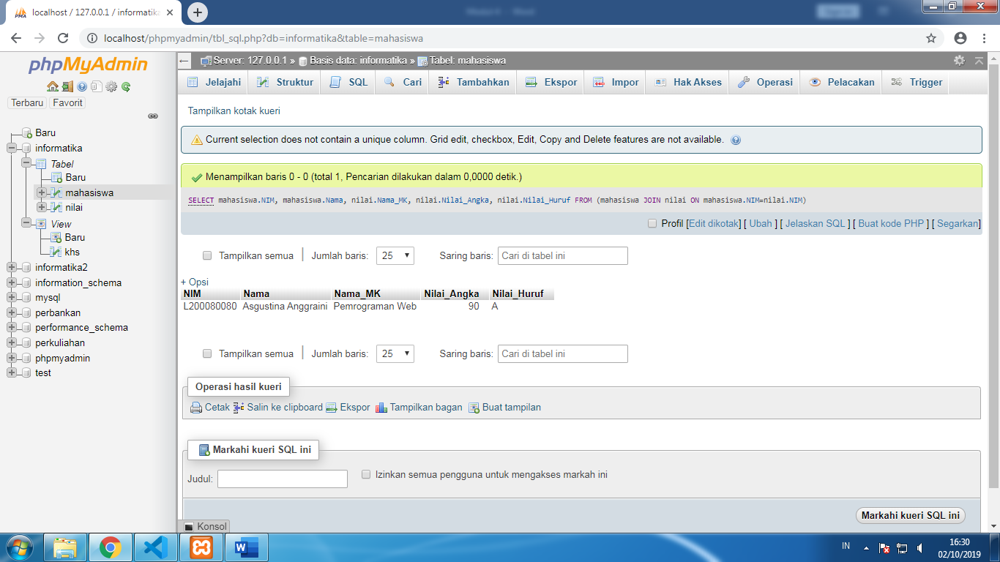 localhost / 127.0.0.1 / informatika
localhost/phpmyadmin/tbl_sql.php?db=informatika&table=mahasiswa
phpMyAdmin
Terbaru Favorit
Baru
informatika
Tabel
Baru
mahasiswa
nilai
View
Baru
khs
informatika2
information_schema
mysql
perbankan
performance_schema
perkuliahan
phpmyadmin
test
Server: 127.0.0.1 » Basis data: informatika » Tabel: mahasiswa
Jelajahi Struktur SQL Cari Tambahkan Ekspor Impor Hak Akses Operasi Pelacakan Trigger
Tampilkan kotak kueri
Current selection does not contain a unique column. Grid edit, checkbox, Edit, Copy and Delete features are not available.
Menampilkan baris 0 - 0 (total 1, Pencarian dilakukan dalam 0,0000 detik.)
SELECT mahasiswa.NIM, mahasiswa.Nama, nilai.Nama_MK, nilai.Nilai_Angka, nilai.Nilai_Huruf FROM (mahasiswa JOIN nilai ON mahasiswa.NIM=nilai.NIM)
Profil [Edit dikotak] [ Ubah ] [ Jelaskan SQL ] [ Buat kode PHP ] [ Segarkan]
Tampilkan semua | Jumlah baris: 25 Saring baris: Cari di tabel ini
+ Opsi
NIM Nama Nama_MK Nilai_Angka Nilai_Huruf
L200080080 Asgustina Anggraini Pemrograman Web 90 A
Tampilkan semua | Jumlah baris: 25 Saring baris: Cari di tabel ini
Operasi hasil kueri
Cetak Salin ke clipboard Ekspor Tampilkan bagan Buat tampilan
Markahi kueri SQL ini
Judul: Izinkan semua pengguna untuk mengakses markah ini
Markahi kueri SQL ini
Konsol
IN
16:30
02/10/2019